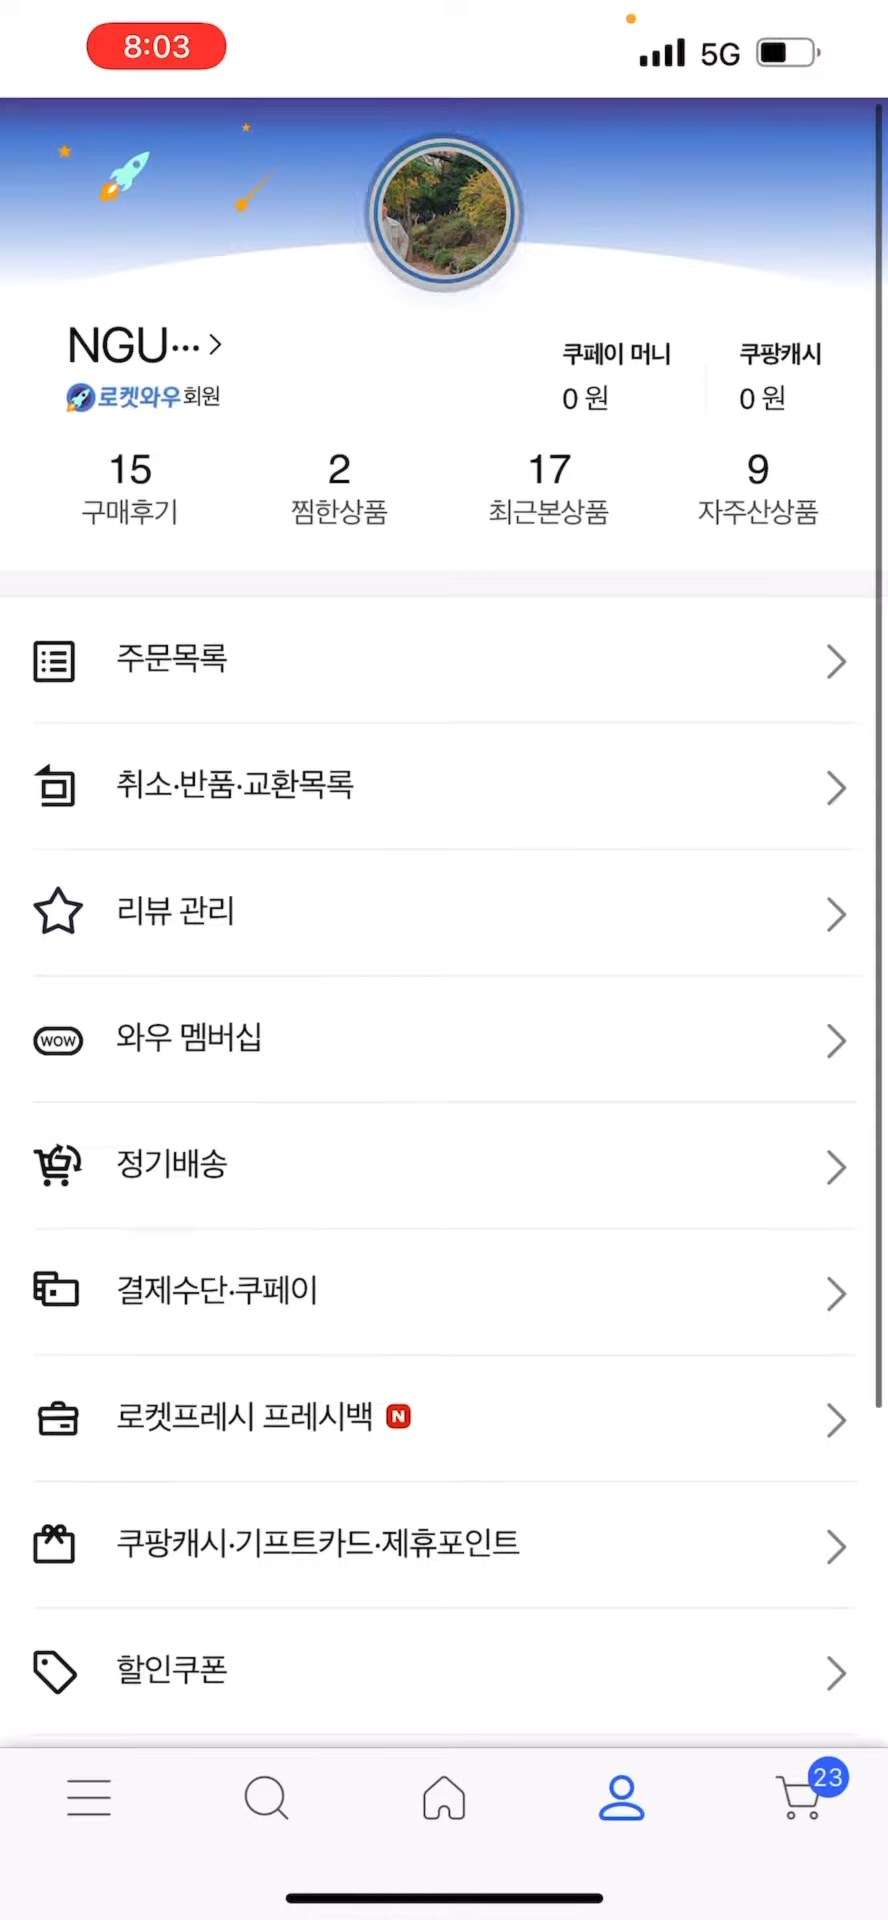 8:03
5G
NGU...
로켓와우회원
쿠페이 머니
0 원
쿠팡캐시
0 원
15
구매후기
2
찜한상품
17
최근본상품
9
자주산상품
주문목록
취소·반품·교환목록
리뷰 관리
WOW
와우 멤버십
정기배송
결제수단·쿠페이
로켓프레시 프레시백 N
쿠팡캐시·기프트카드·제휴포인트
할인쿠폰
23